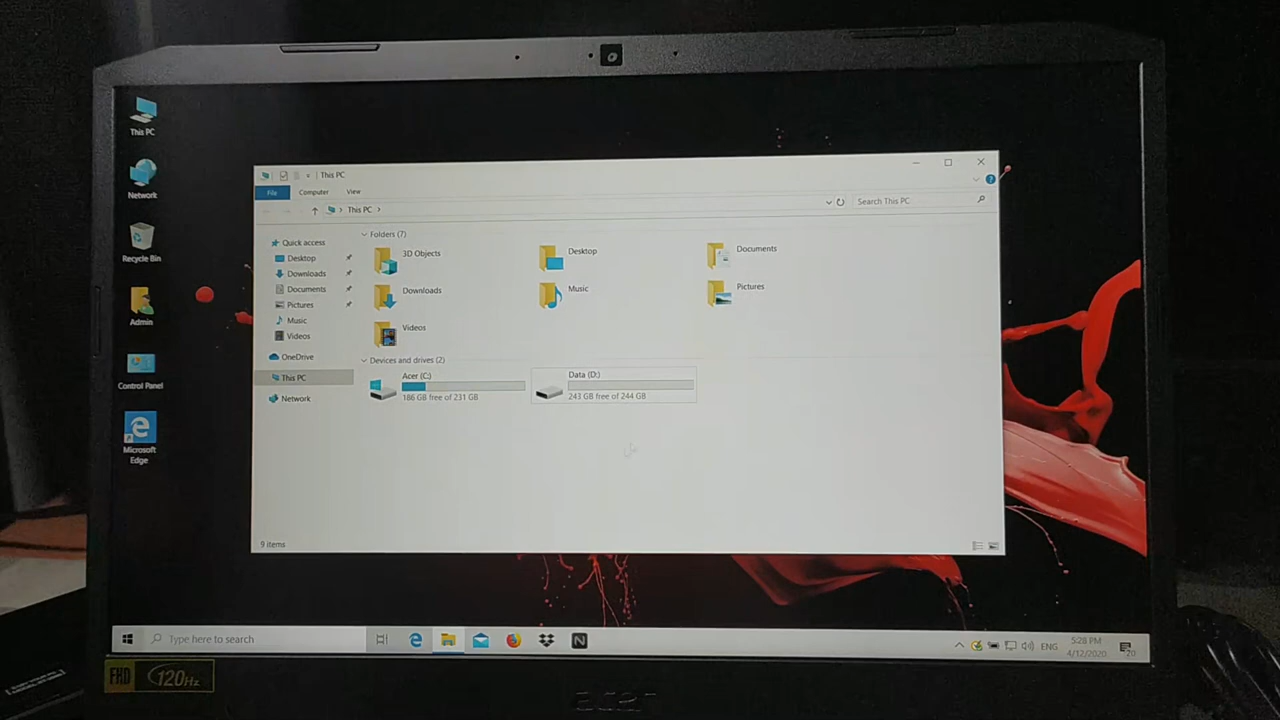 This PC
Network
Recycle Bin
Admin
Control Panel
Microsoft
Edge
This PC
File Computer View
This PC
Search This PC
Quick access
Desktop
Downloads
Documents
Pictures
Music
Videos
OneDrive
This PC
Network
Folders (7)
3D Objects
Desktop
Documents
Downloads
Music
Pictures
Videos
Devices and drives (2)
Acer (C:)
186 GB free of 231 GB
Data (D:)
243 GB free of 244 GB
9 items
Type here to search
ENG
5:28 PM
4/12/2020
20
FHD 120Hz
acer